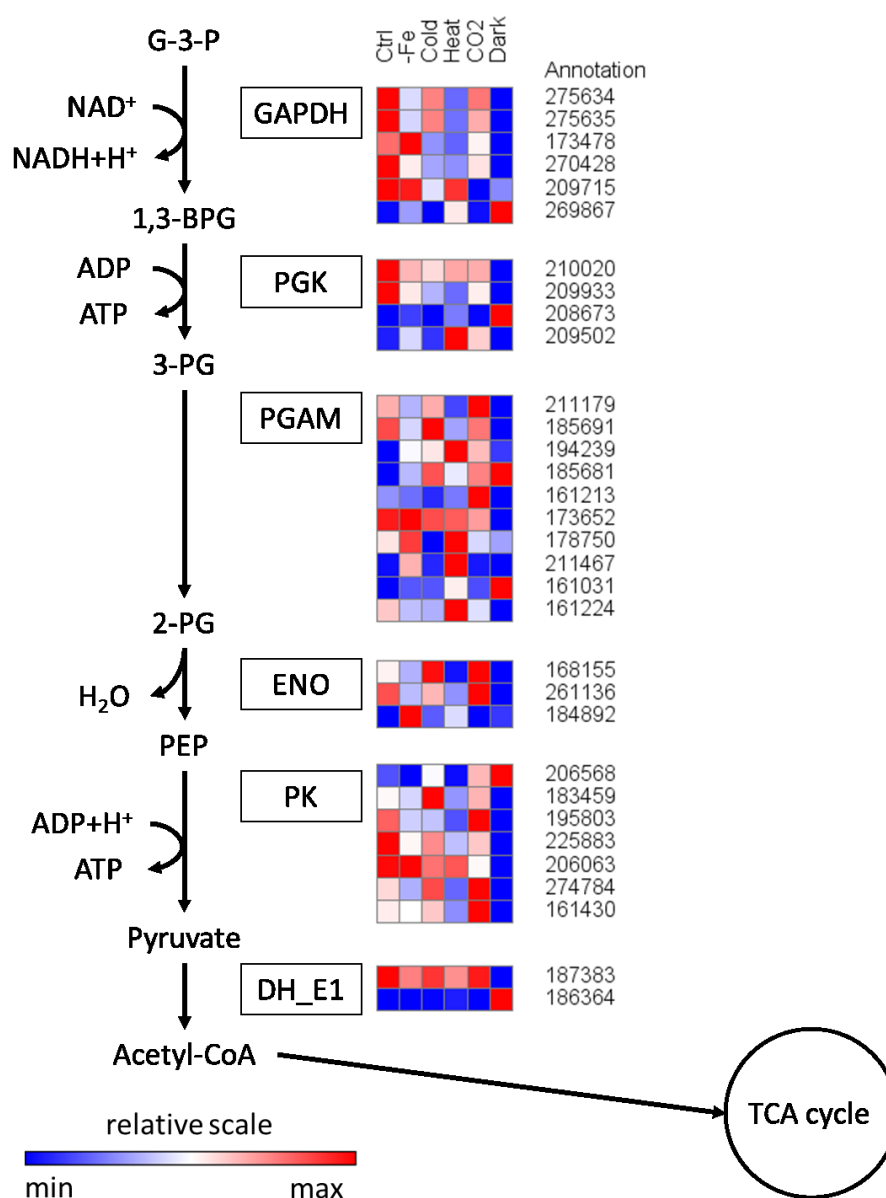 G-3-P
NAD⁺
NADH+H⁺
1,3-BPG
ADP
ATP
3-PG
2-PG
H₂O
PEP
ADP+H⁺
ATP
Pyruvate
Acetyl-CoA
TCA cycle
Ctrl
-Fe
Cold
Heat
CO2
Dark
Annotation
GAPDH
275634
275635
173478
270428
209715
269867
PGK
210020
209933
208673
209502
PGAM
211179
185691
194239
185681
161213
173652
178750
211467
161031
161224
ENO
168155
261136
184892
PK
206568
183459
195803
225883
206063
274784
161430
DH_E1
187383
186364
relative scale
min max